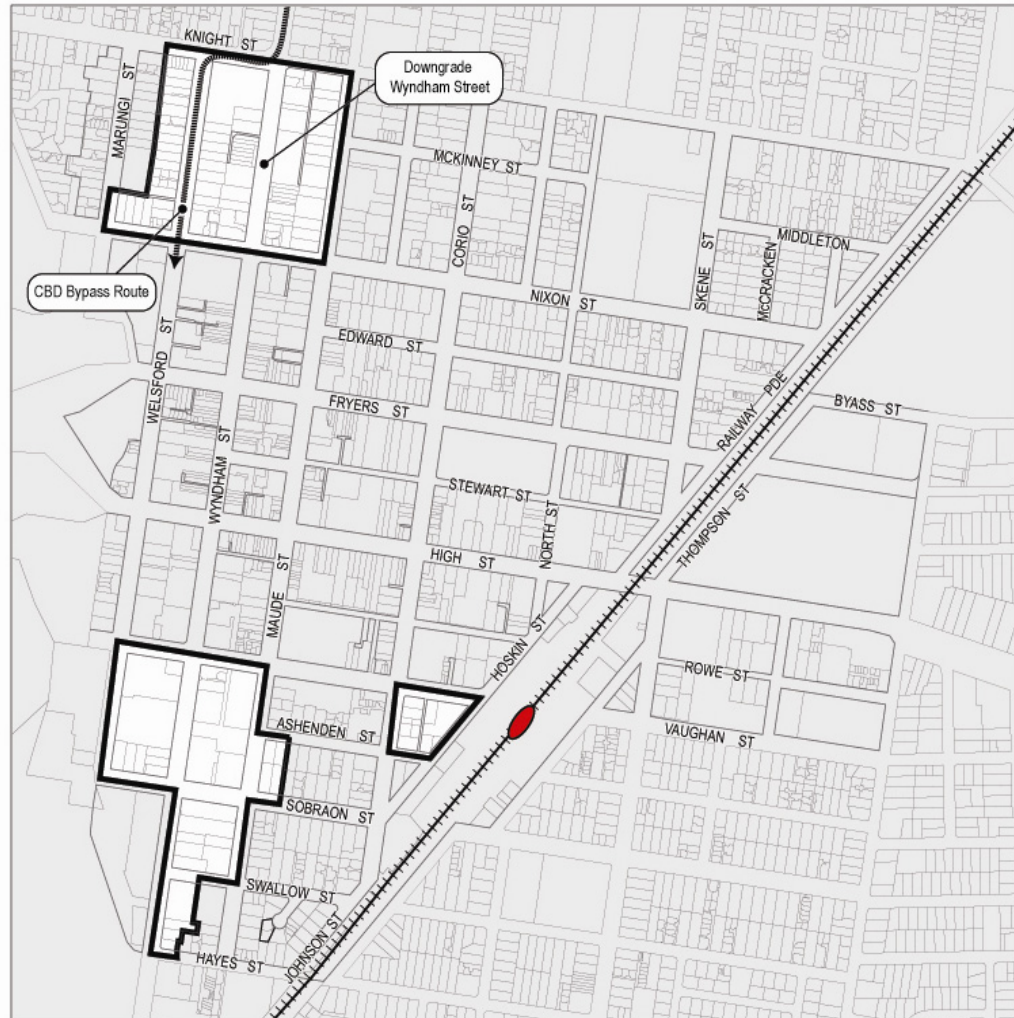 KNIGHT ST
MARUNGI ST
Downgrade
Wyndham Street
MCKINNEY ST
CORIO ST
SKENE ST
MIDDLETON
McCRACKEN
CBD Bypass Route
NIXON ST
EDWARD ST
WELSFORD ST
FRYERS ST
RAILWAY PDE
BYASS ST
WYNDHAM ST
STEWART ST
NORTH ST
THOMPSON ST
HIGH ST
MAUDE ST
HOSKIN ST
ROWE ST
ASHENDEN ST
VAUGHAN ST
SOBRAON ST
SWALLOW ST
JOHNSON ST
HAYES ST